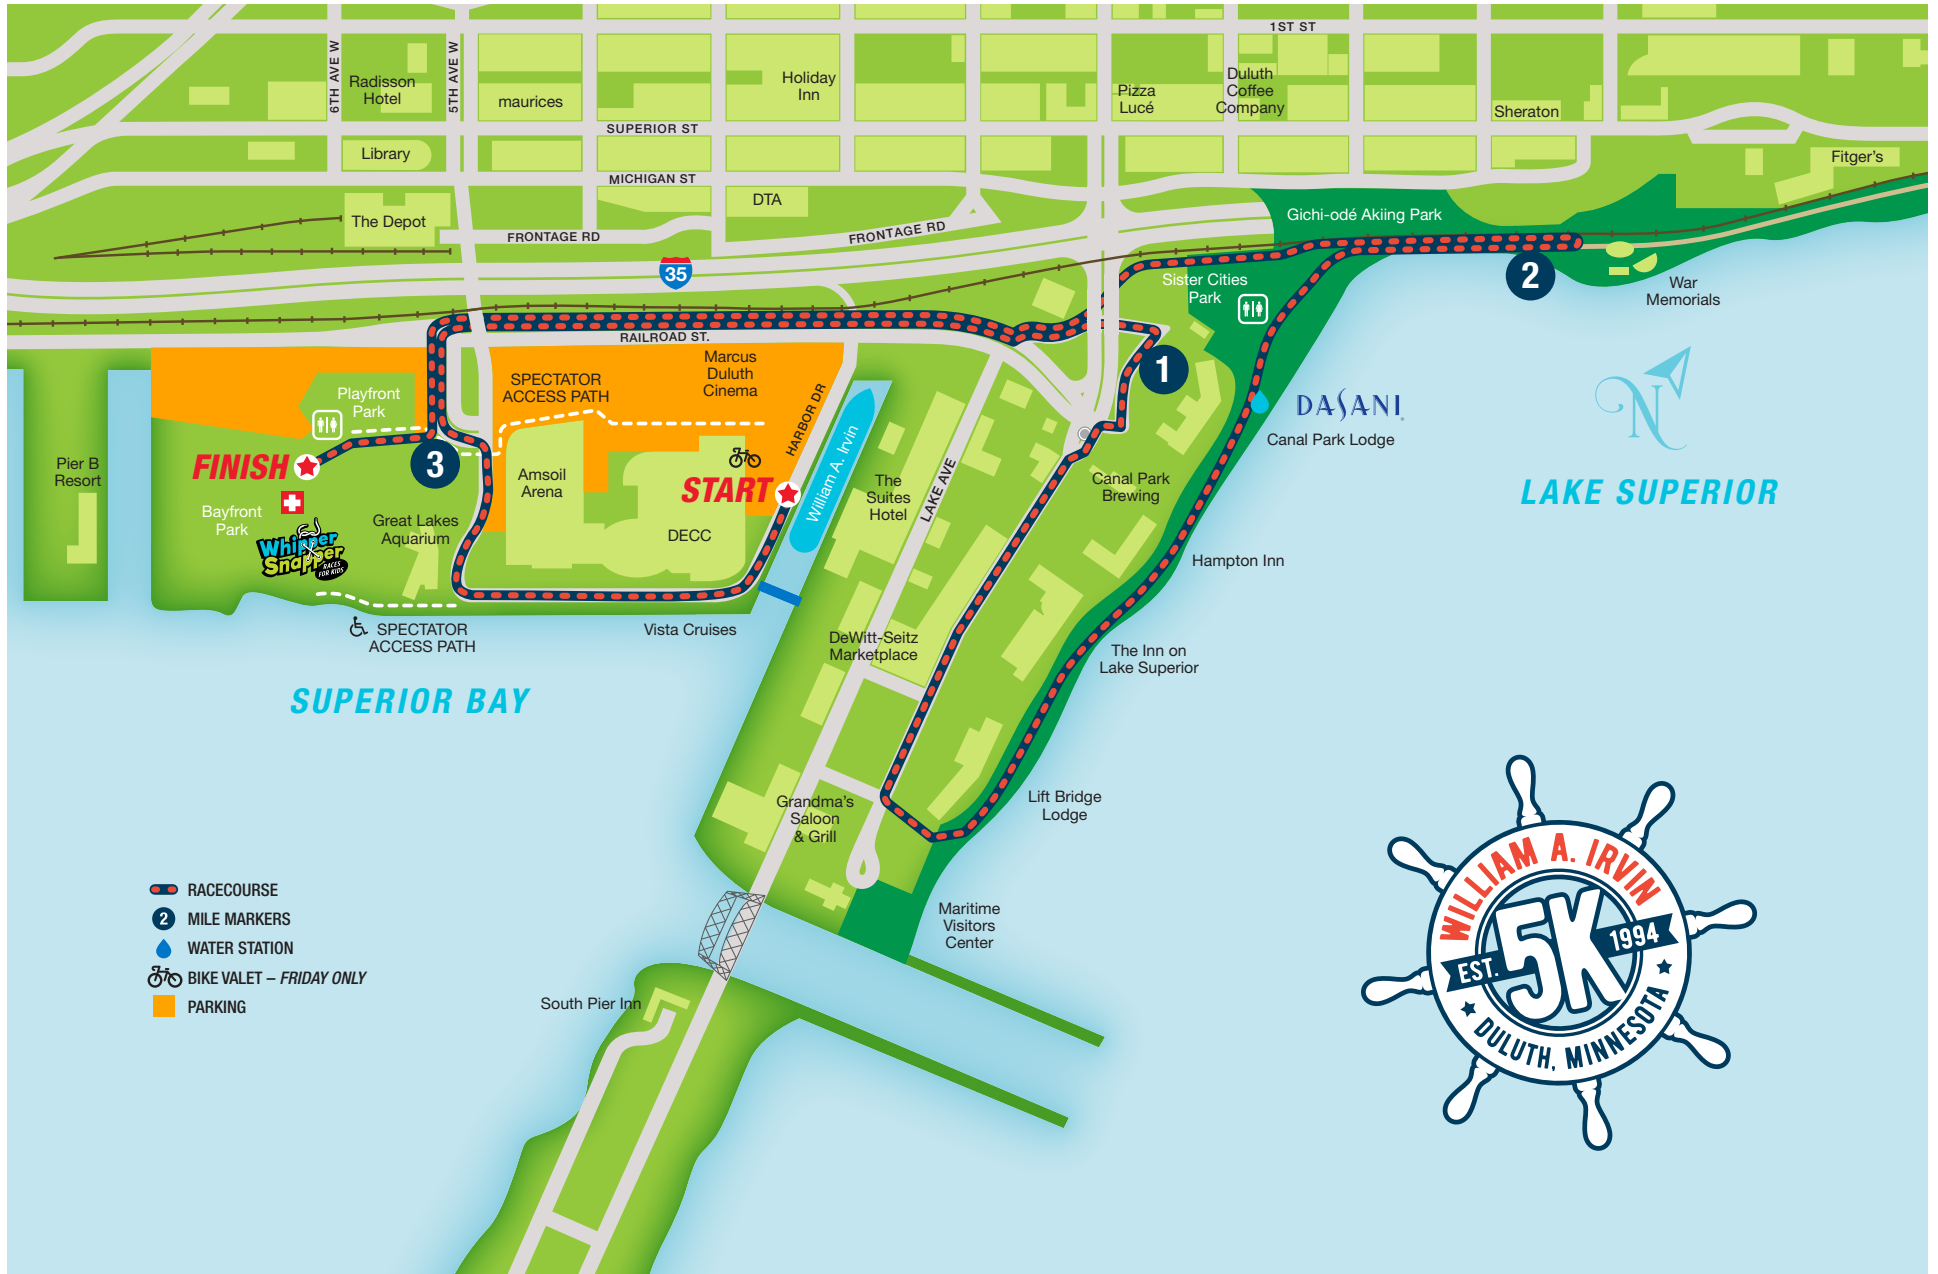 1ST ST
6TH AVE W
5TH AVE W
Radisson
Hotel
maurices
Holiday
Inn
Pizza
Lucé
Duluth
Coffee
Company
Sheraton
SUPERIOR ST
Library
Fitger's
MICHIGAN ST
DTA
The Depot
FRONTAGE RD
FRONTAGE RD
Gichi-odé Akiing Park
35
Sister Cities
Park
2
War
Memorials
RAILROAD ST.
Marcus
Duluth
Cinema
SPECTATOR
ACCESS PATH
Playfront
Park
HARBOR DR
William A. Irvin
1
DASANI
Canal Park Lodge
N
LAKE SUPERIOR
Pier B
Resort
FINISH
3
Amsoil
Arena
START
The
Suites
Hotel
LAKE AVE
Canal Park
Brewing
Bayfront
Park
Great Lakes
Aquarium
DECC
Whipper
Snapper
RACES
FOR KIDS
Hampton Inn
SPECTATOR
ACCESS PATH
Vista Cruises
DeWitt-Seitz
Marketplace
The Inn on
Lake Superior
SUPERIOR BAY
Grandma's
Saloon
& Grill
Lift Bridge
Lodge
RACECOURSE
2 MILE MARKERS
WATER STATION
BIKE VALET – FRIDAY ONLY
PARKING
Maritime
Visitors
Center
South Pier Inn
WILLIAM A. IRVIN
5K
EST. 1994
DULUTH, MINNESOTA